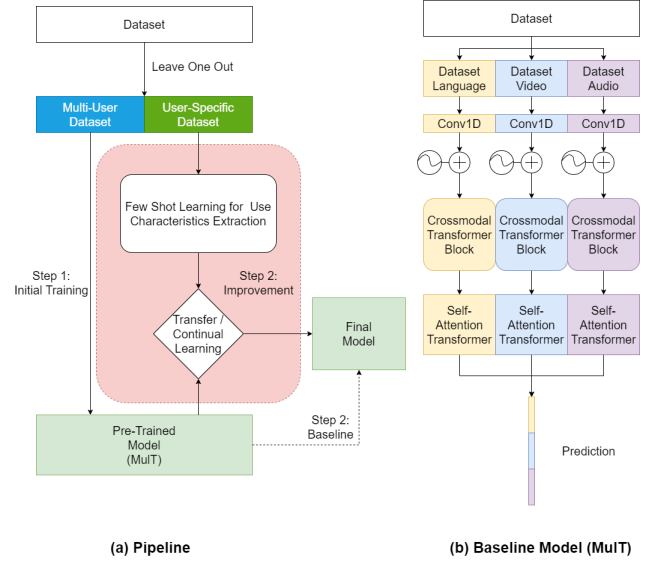 Dataset
Leave One Out
Multi-User
Dataset
User-Specific
Dataset
Few Shot Learning for Use
Characteristics Extraction
Step 1:
Initial Training
Step 2:
Improvement
Transfer /
Continual
Learning
Final
Model
Step 2:
Baseline
Pre-Trained
Model
(MulT)
(a) Pipeline
Dataset
Dataset
Language
Dataset
Video
Dataset
Audio
Conv1D
Conv1D
Conv1D
Crossmodal
Transformer
Block
Crossmodal
Transformer
Block
Crossmodal
Transformer
Block
Self-
Attention
Transformer
Self-
Attention
Transformer
Self-
Attention
Transformer
Prediction
(b) Baseline Model (MulT)